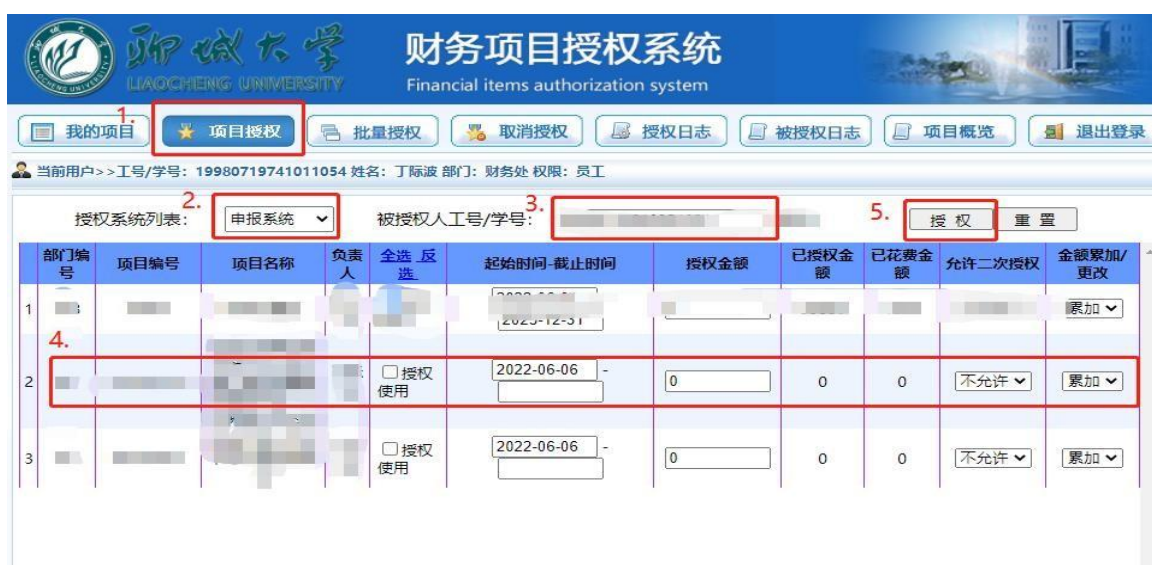 聊城大学
LIAOCHENG UNIVERSITY
财务项目授权系统
Financial items authorization system
1.
我的项目 项目授权 批量授权 取消授权 授权日志 被授权日志 项目概览 退出登录
当前用户>>工号/学号: 19980719741011054 姓名: 丁际波 部门: 财务处 权限: 员工
2. 3. 5.
授权系统列表: 申报系统 被授权人工号/学号: 授 权 重 置
部门编号 项目编号 项目名称 负责人 全选 反选 起始时间-截止时间 授权金额 已授权金额 已花费金额 允许二次授权 金额累加/更改
1 累加
4.
2 授权使用 2022-06-06 - 0 0 0 不允许 累加
3 授权使用 2022-06-06 - 0 0 0 不允许 累加